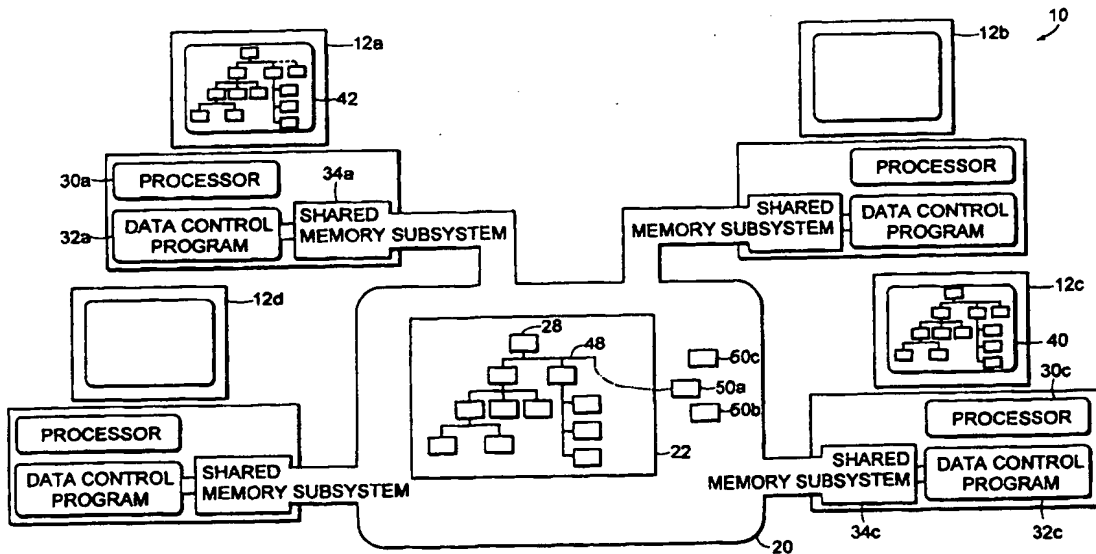 10
12a
12b
42
30a
PROCESSOR
34a
32a
DATA CONTROL
PROGRAM
SHARED
MEMORY SUBSYSTEM
PROCESSOR
SHARED
MEMORY SUBSYSTEM
DATA CONTROL
PROGRAM
12d
12c
40
30c
28
48
50c
50a
50b
22
PROCESSOR
DATA CONTROL
PROGRAM
SHARED
MEMORY SUBSYSTEM
PROCESSOR
SHARED
MEMORY SUBSYSTEM
DATA CONTROL
PROGRAM
34c
32c
20